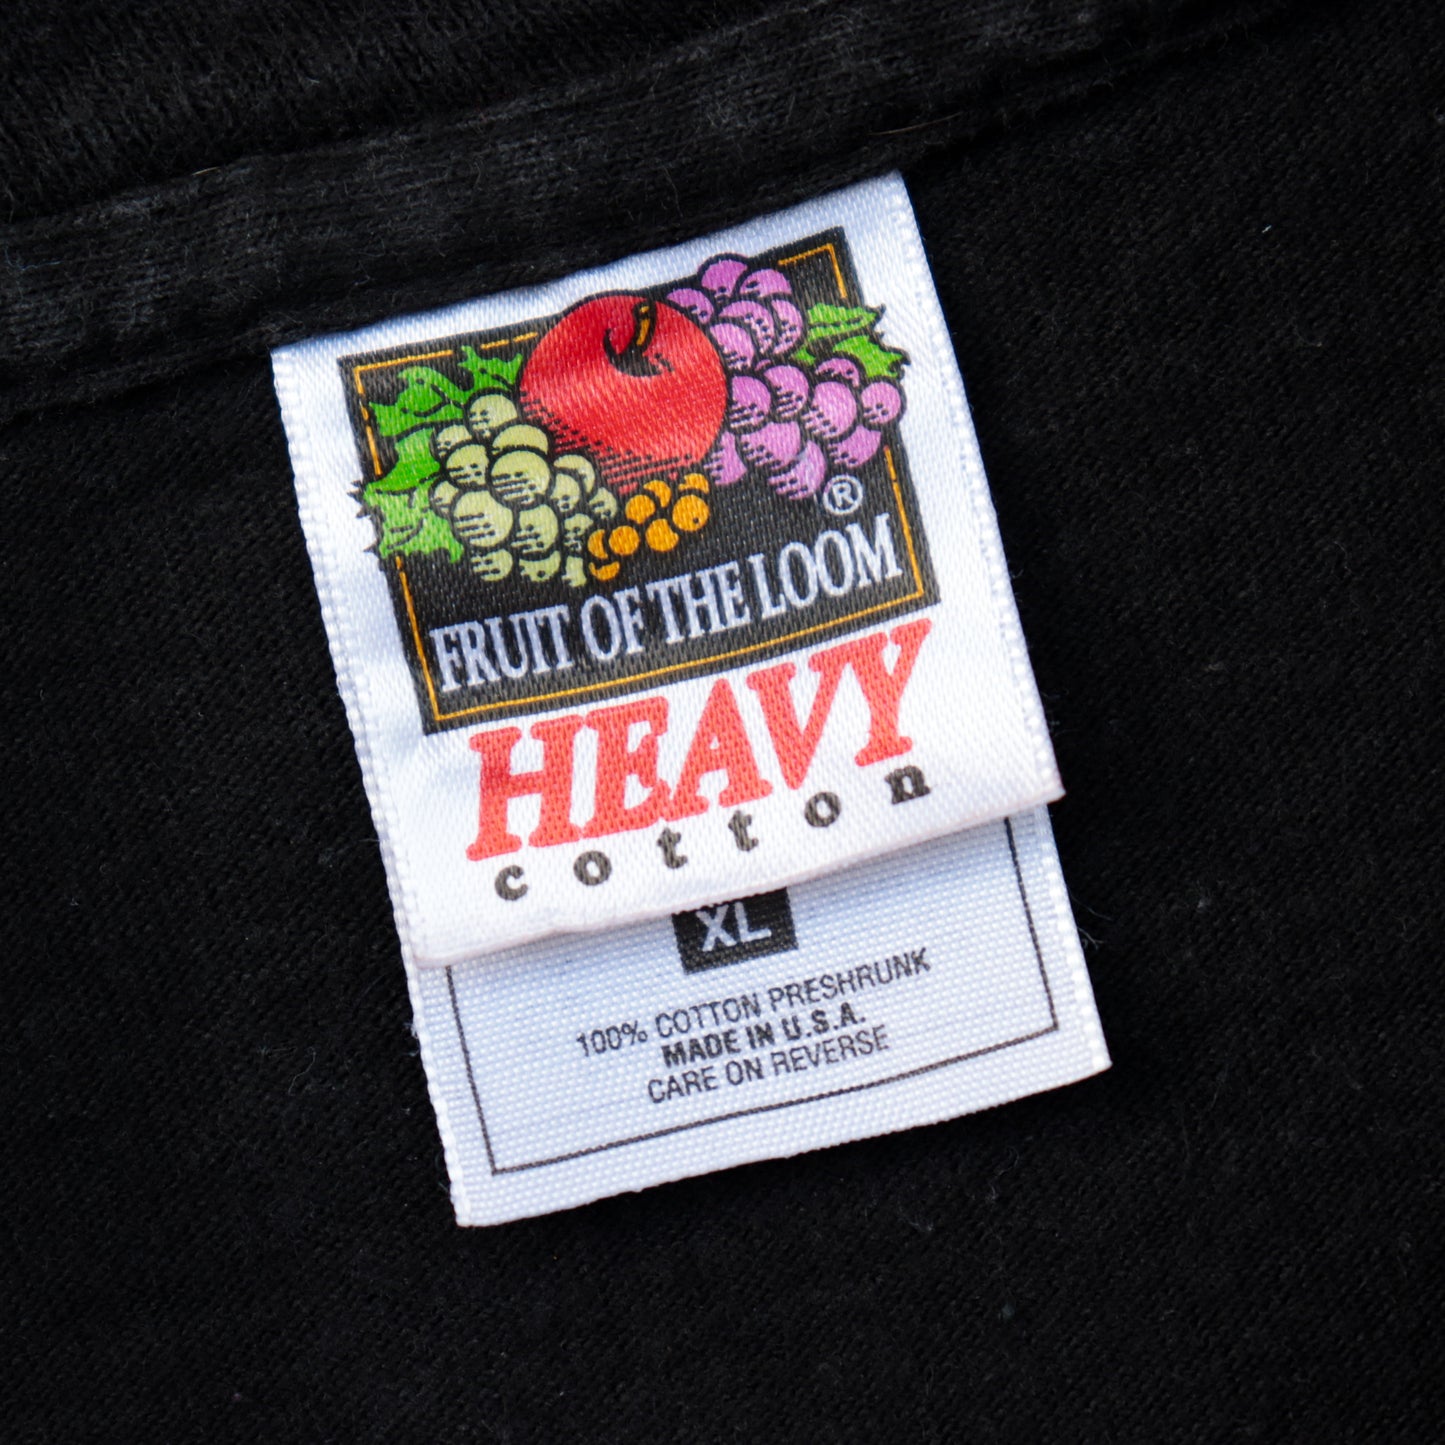 ®
FRUIT OF THE LOOM
HEAVY
cotton
XL
100% COTTON PRESHRUNK
MADE IN U.S.A.
CARE ON REVERSE